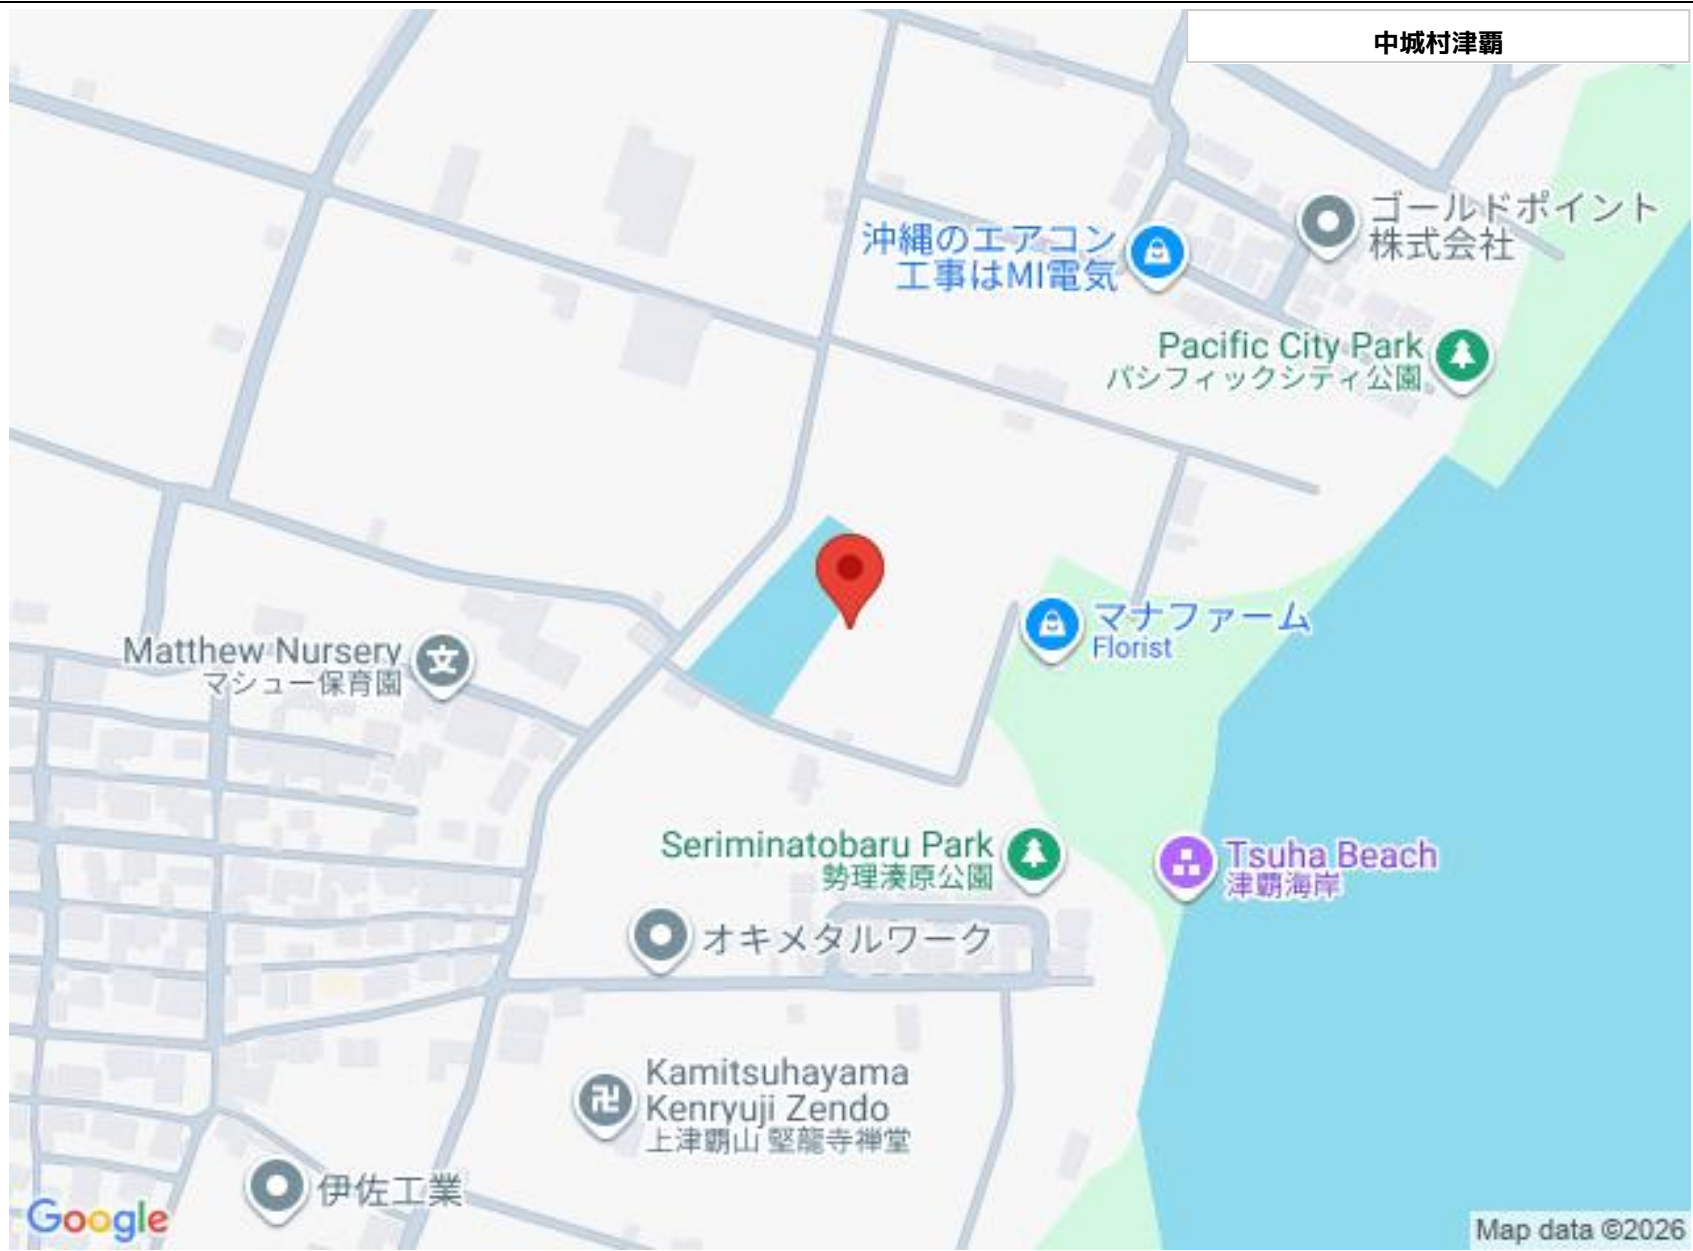 中城村津覇
ゴールドポイント
株式会社
沖縄のエアコン
工事はMI電気
Pacific City Park
パシフィックシティ公園
マナファーム
Florist
Matthew Nursery
マシュー保育園
文
Seriminatobaru Park
勢理湊原公園
Tsuha Beach
津覇海岸
オキメタルワーク
Kamitsuhayama
Kenryuji Zendo
上津覇山 堅龍寺禅堂
卍
伊佐工業
Google
Map data ©2026